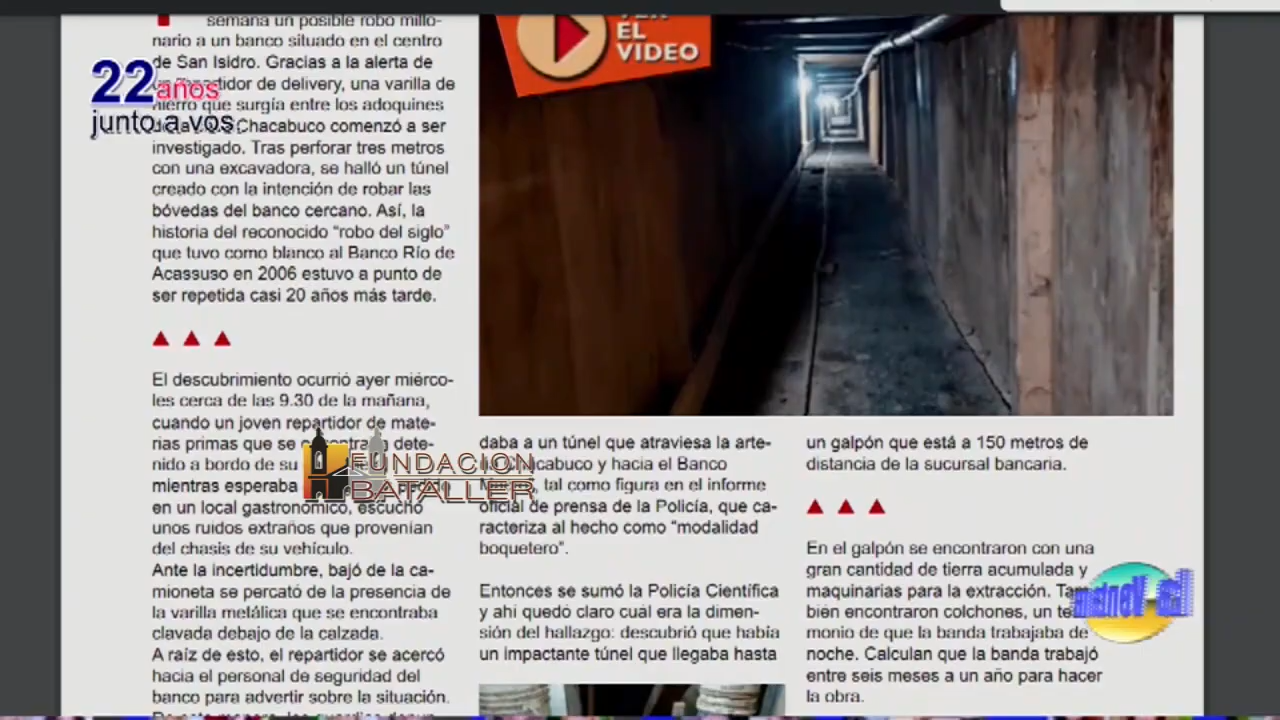 semana un posible robo millo-
nario a un banco situado en el centro
de San Isidro. Gracias a la alerta de
de delivery, una varilla de
hierro que surgía entre los adoquines
Chacabuco comenzó a ser
investigado. Tras perforar tres metros
con una excavadora, se halló un túnel
creado con la intención de robar las
bóvedas del banco cercano. Así, la
historia del reconocido “robo del siglo”
que tuvo como blanco al Banco Río de
Acassuso en 2006 estuvo a punto de
ser repetida casi 20 años más tarde.
22 años
junto a vos.
VER
EL
VIDEO
El descubrimiento ocurrió ayer miérco-
les cerca de las 9.30 de la mañana,
cuando un joven repartidor de mate-
rias primas que se encontraba dete-
nido a bordo de su
mientras esperaba
en un local gastronómico, escuchó
unos ruidos extraños que provenían
del chasis de su vehículo.
Ante la incertidumbre, bajó de la ca-
mioneta se percató de la presencia de
la varilla metálica que se encontraba
clavada debajo de la calzada.
A raíz de esto, el repartidor se acercó
hacia el personal de seguridad del
banco para advertir sobre la situación.
FUNDACION
BATALLER
daba a un túnel que atraviesa la arte-
Chacabuco y hacia el Banco
tal como figura en el informe
oficial de prensa de la Policía, que ca-
racteriza al hecho como “modalidad
boquetero”.
Entonces se sumó la Policía Científica
y ahí quedó claro cuál era la dimen-
sión del hallazgo: descubrió que había
un impactante túnel que llegaba hasta
un galpón que está a 150 metros de
distancia de la sucursal bancaria.
En el galpón se encontraron con una
gran cantidad de tierra acumulada y
maquinarias para la extracción. Tam-
bién encontraron colchones, un
monio de que la banda trabajaba de
noche. Calculan que la banda trabajó
entre seis meses a un año para hacer
la obra.